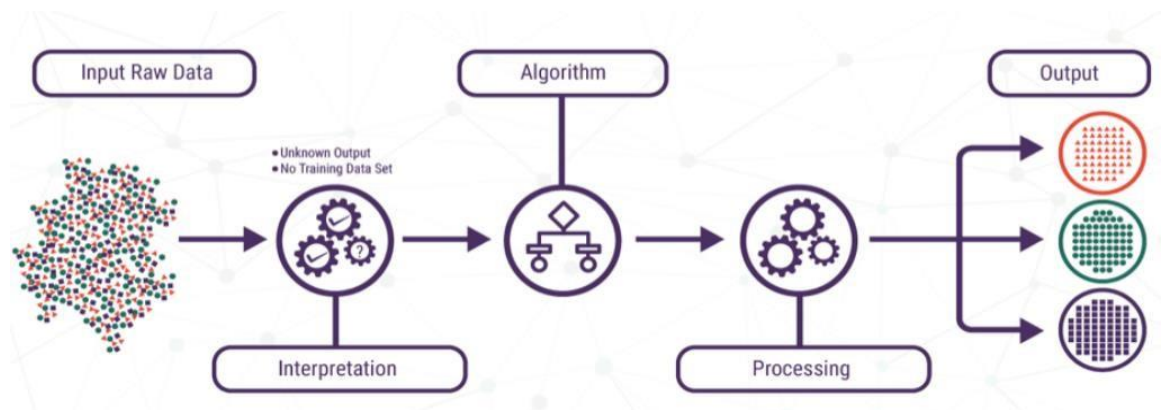 Input Raw Data
Algorithm
Output
• Unknown Output
• No Training Data Set
?
Interpretation
Processing